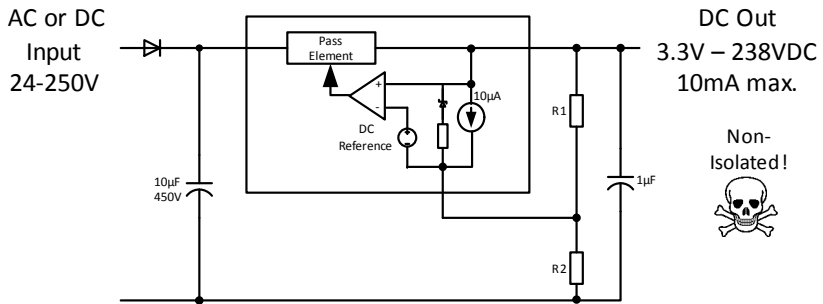 AC or DC
Input
24-250V
Pass
Element
+
-
10µA
DC
Reference
10µF
450V
R1
R2
1µF
DC Out
3.3V – 238VDC
10mA max.
Non-
Isolated!